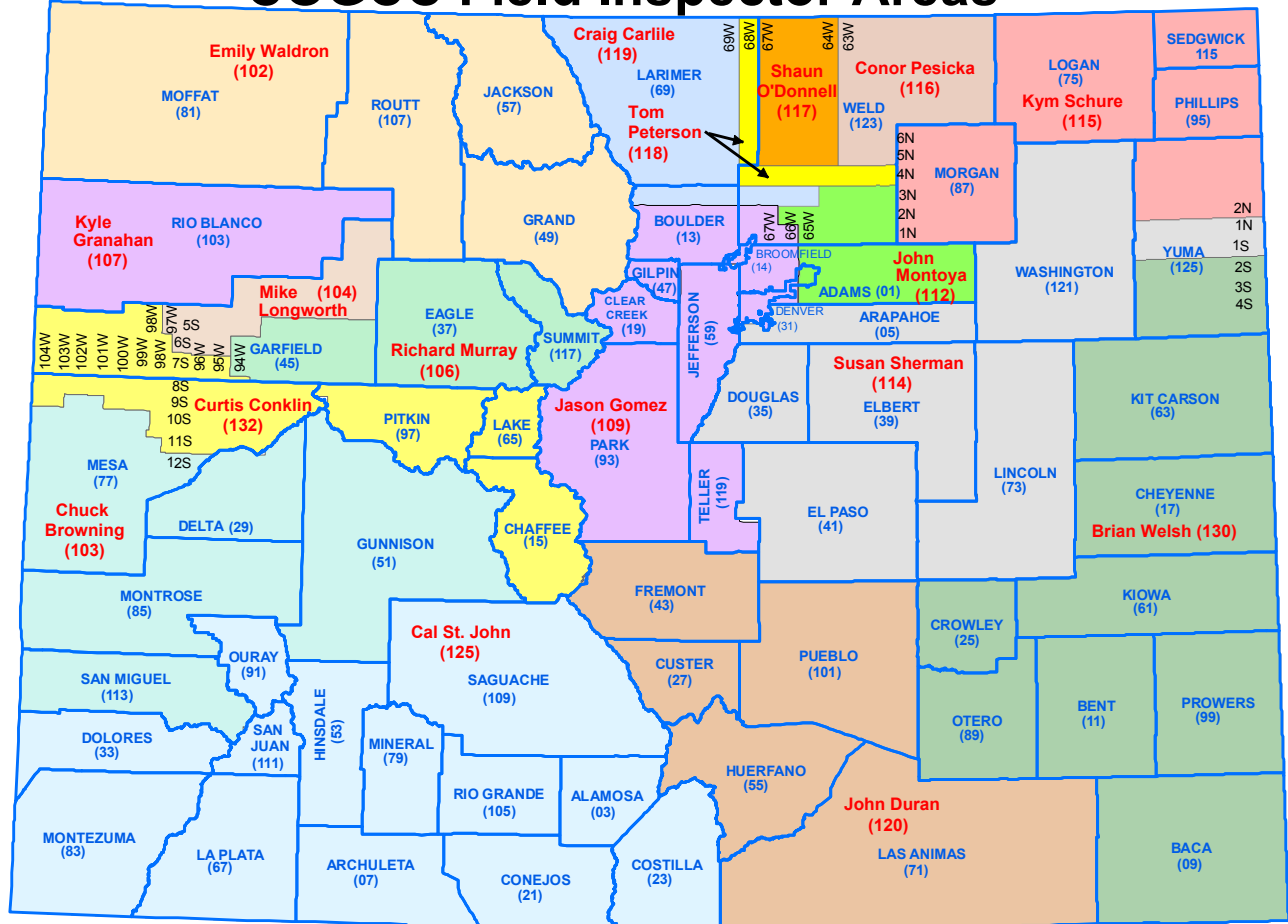 COGCC Field Inspector Areas
Emily Waldron
(102)
MOFFAT
(81)
ROUTT
(107)
JACKSON
(57)
Craig Carlile
(119)
LARIMER
(69)
Tom
Peterson
(118)
69W
68W
67W
64W
63W
Shaun
O'Donnell
(117)
Conor Pesicka
(116)
WELD
(123)
LOGAN
(75)
Kym Schure
(115)
SEDGWICK
115
PHILLIPS
(95)
6N
5N
4N
3N
2N
1N
MORGAN
(87)
Kyle
Granahan
(107)
RIO BLANCO
(103)
GRAND
(49)
BOULDER
(13)
67W
66W
65W
BROOMFIELD
(14)
GILPIN
(47)
John
Montoya
(112)
ADAMS (01)
WASHINGTON
(121)
2N
1N
1S
YUMA
(125)
2S
3S
4S
Mike (104)
Longworth
CLEAR
CREEK
(19)
JEFFERSON
(59)
DENVER
(31)
ARAPAHOE
(05)
104W
103W
102W
101W
100W
99W
98W
98W
97W
96W
95W
94W
5S
6S
7S
GARFIELD
(45)
EAGLE
(37)
Richard Murray
(106)
SUMMIT
(117)
Susan Sherman
(114)
ELBERT
(39)
DOUGLAS
(35)
8S
9S
10S
11S
12S
Curtis Conklin
(132)
PITKIN
(97)
LAKE
(65)
Jason Gomez
(109)
PARK
(93)
KIT CARSON
(63)
MESA
(77)
Chuck
Browning
(103)
DELTA (29)
GUNNISON
(51)
CHAFFEE
(15)
TELLER
(119)
EL PASO
(41)
LINCOLN
(73)
CHEYENNE
(17)
Brian Welsh (130)
MONTROSE
(85)
FREMONT
(43)
KIOWA
(61)
CROWLEY
(25)
OURAY
(91)
Cal St. John
(125)
SAGUACHE
(109)
CUSTER
(27)
PUEBLO
(101)
SAN MIGUEL
(113)
DOLORES
(33)
SAN
JUAN
(111)
HINSDALE
(53)
MINERAL
(79)
OTERO
(89)
BENT
(11)
PROWERS
(99)
HUERFANO
(55)
RIO GRANDE
(105)
ALAMOSA
(03)
John Duran
(120)
LAS ANIMAS
(71)
MONTEZUMA
(83)
LA PLATA
(67)
ARCHULETA
(07)
CONEJOS
(21)
COSTILLA
(23)
BACA
(09)